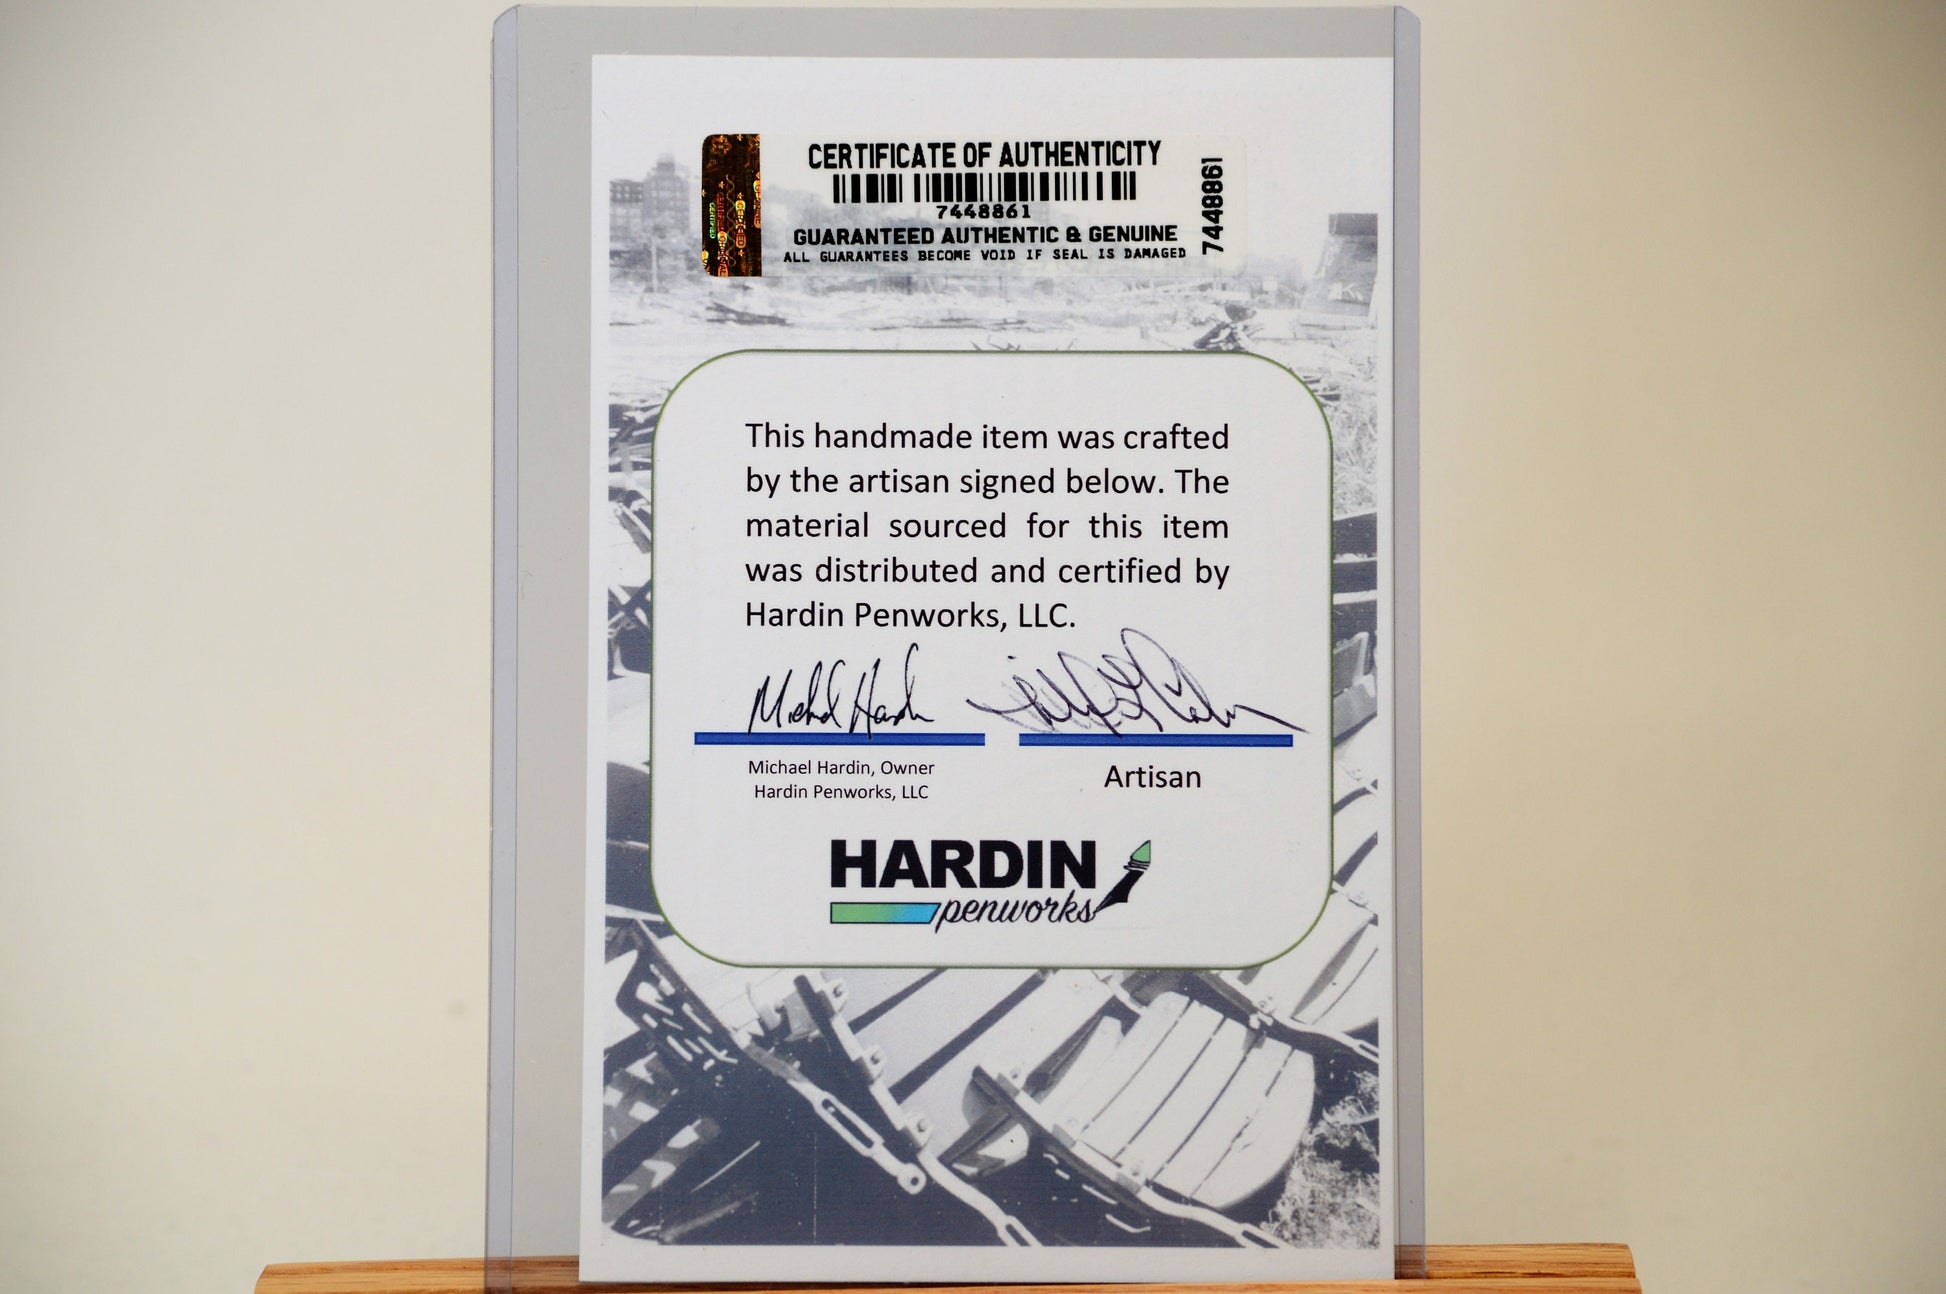 CERTIFICATE OF AUTHENTICITY
7448861
GUARANTEED AUTHENTIC & GENUINE
ALL GUARANTEES BECOME VOID IF SEAL IS DAMAGED
7448861
This handmade item was crafted
by the artisan signed below. The
material sourced for this item
was distributed and certified by
Hardin Penworks, LLC.
Michael Hardin
Michael Hardin, Owner
Hardin Penworks, LLC
Artisan
HARDIN
penworks